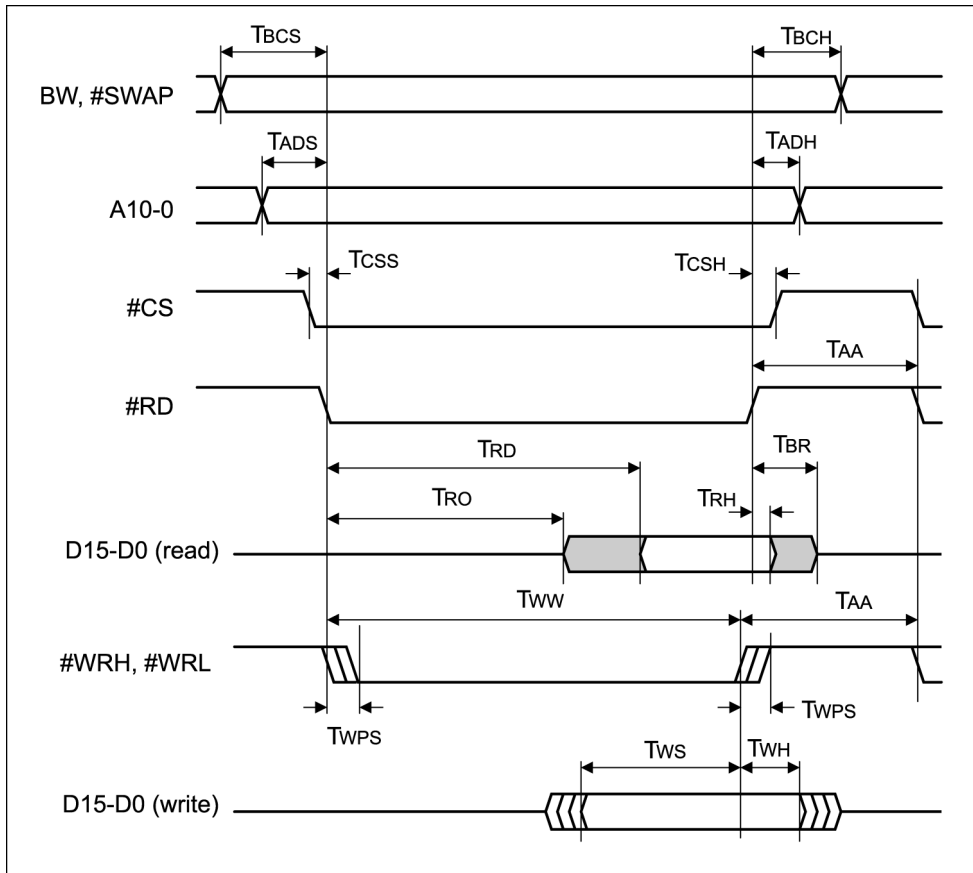 TBCS TBCH
BW, #SWAP
TADS TADH
A10-0
TCSS TCSH
#CS
TAA
#RD
TRD TBR
TRO TRH
D15-D0 (read)
TWW TAA
#WRH, #WRL
TWPS TWPS
TWS TWH
D15-D0 (write)